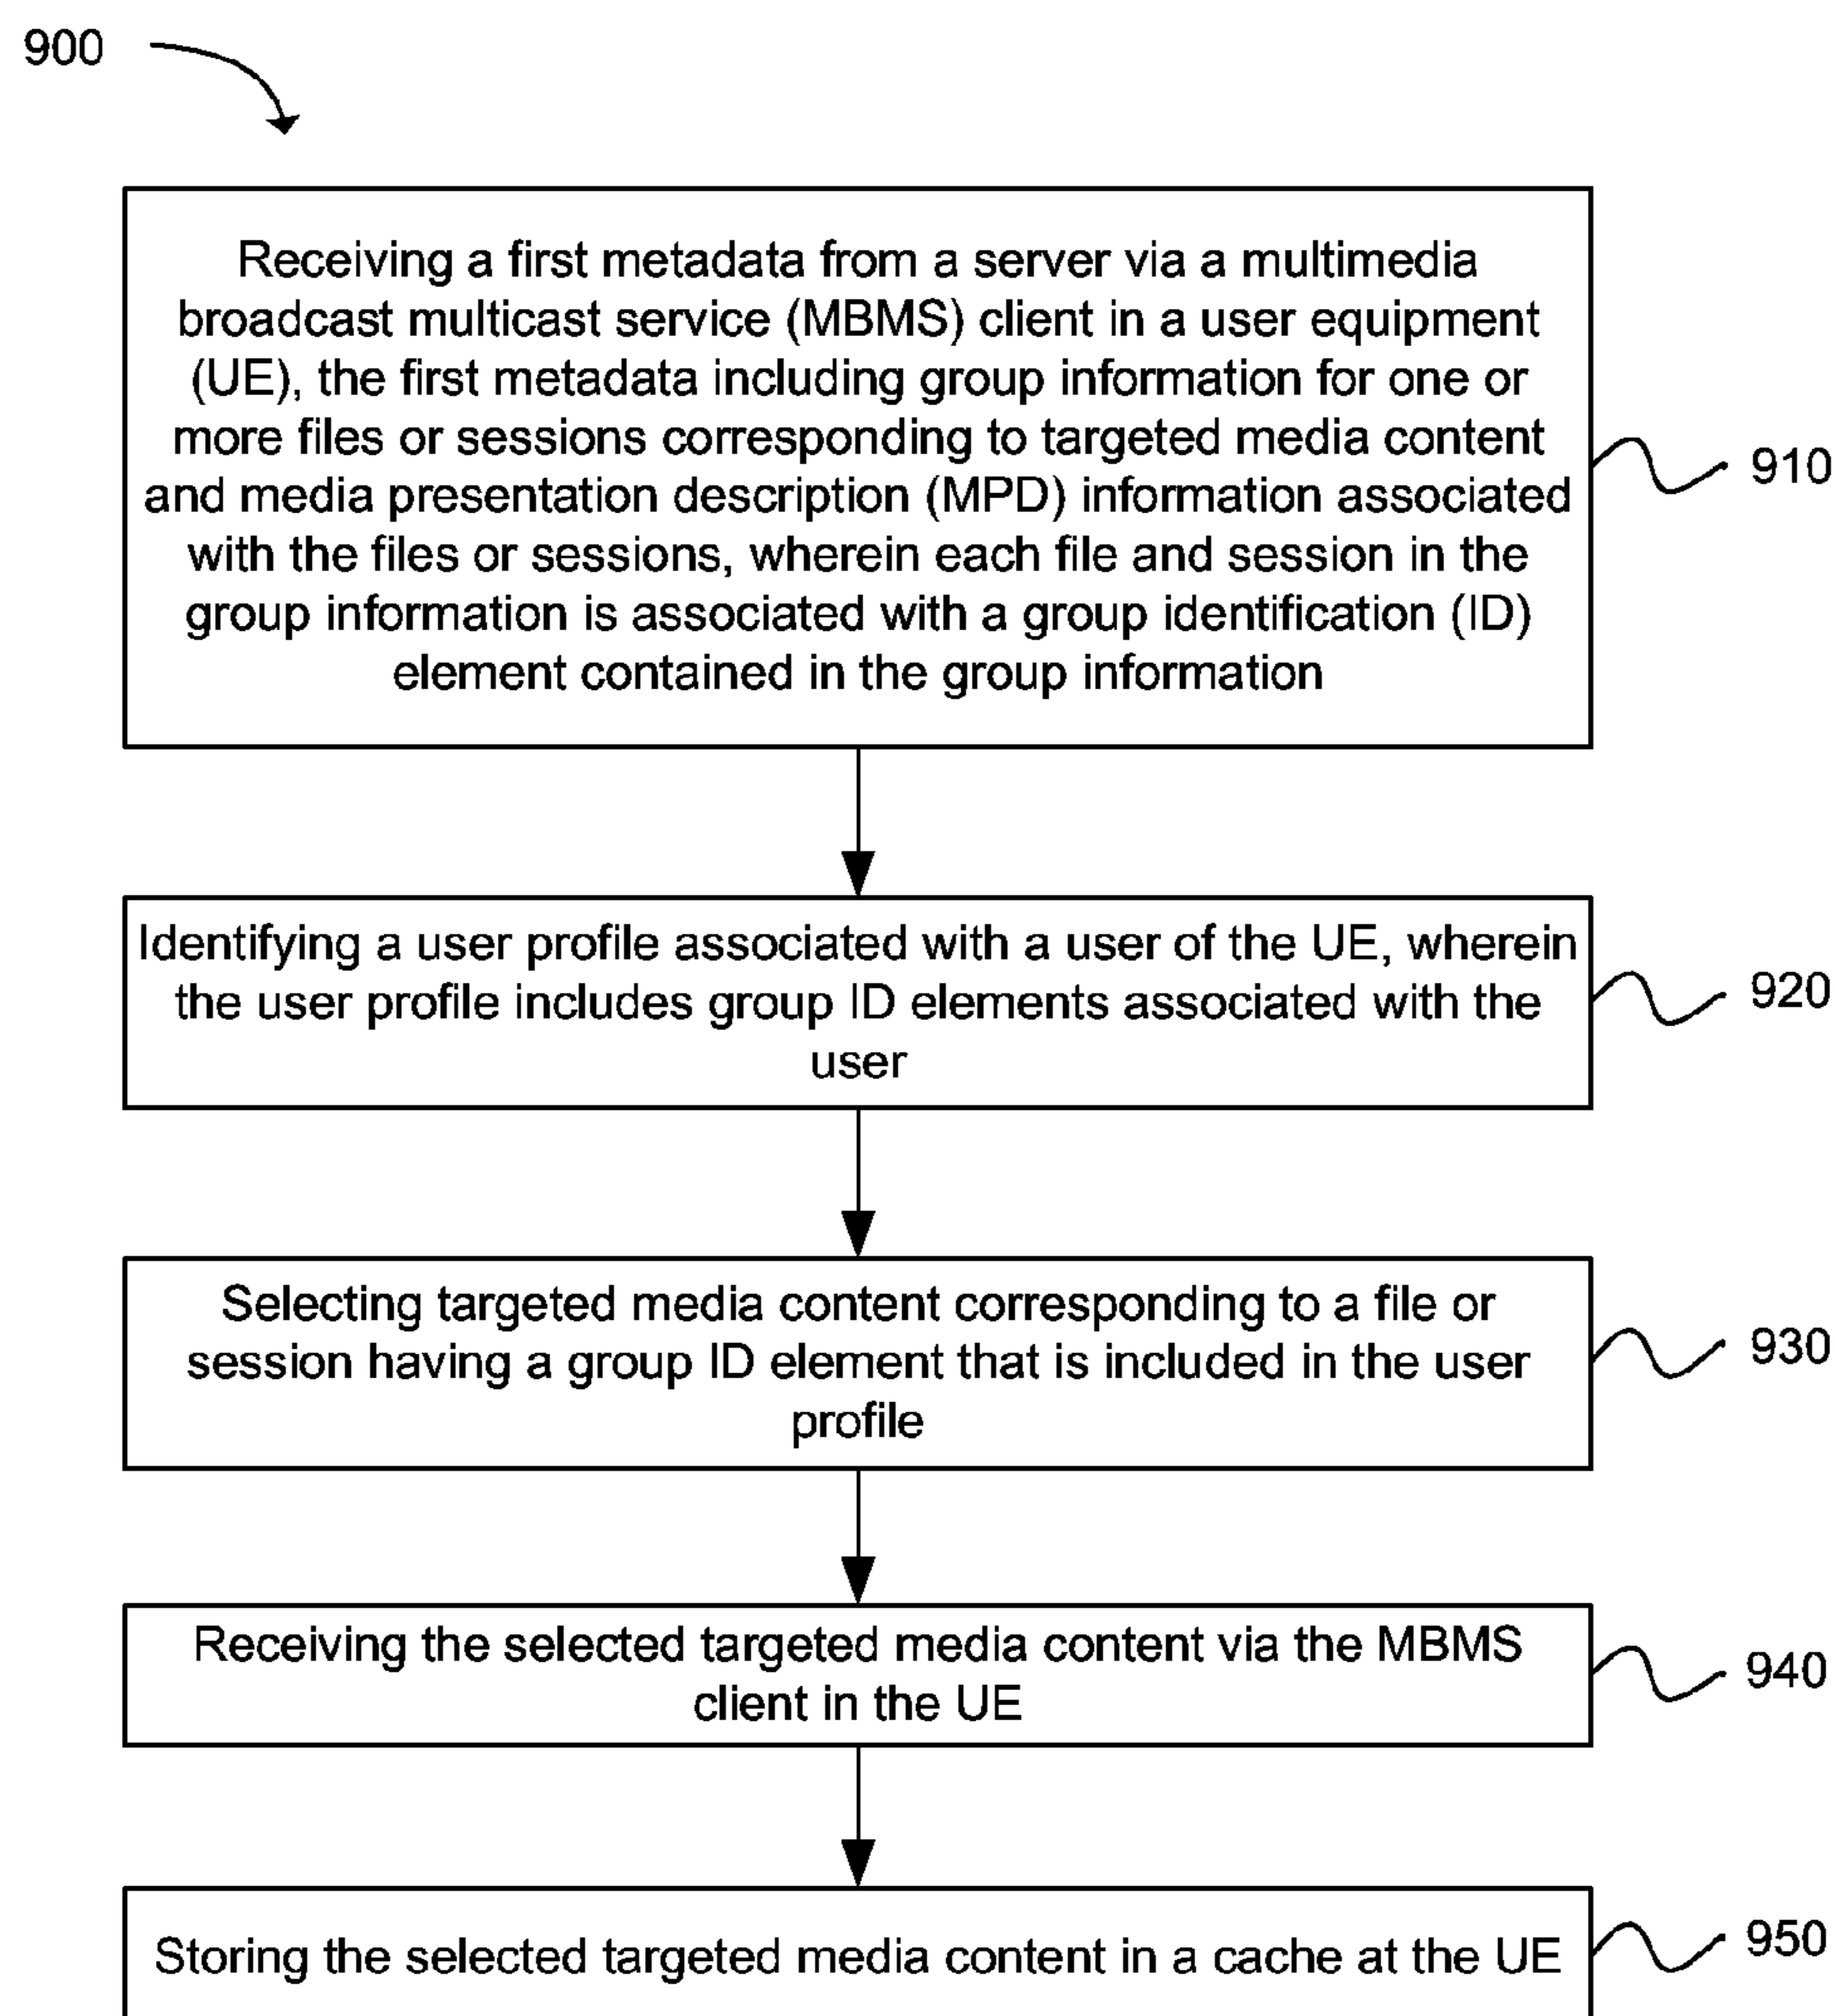 900
Receiving a first metadata from a server via a multimedia
broadcast multicast service (MBMS) client in a user equipment
(UE), the first metadata including group information for one or
more files or sessions corresponding to targeted media content
and media presentation description (MPD) information associated
with the files or sessions, wherein each file and session in the
group information is associated with a group identification (ID)
element contained in the group information
910
Identifying a user profile associated with a user of the UE, wherein
the user profile includes group ID elements associated with the
user
920
Selecting targeted media content corresponding to a file or
session having a group ID element that is included in the user
profile
930
Receiving the selected targeted media content via the MBMS
client in the UE
940
Storing the selected targeted media content in a cache at the UE
950